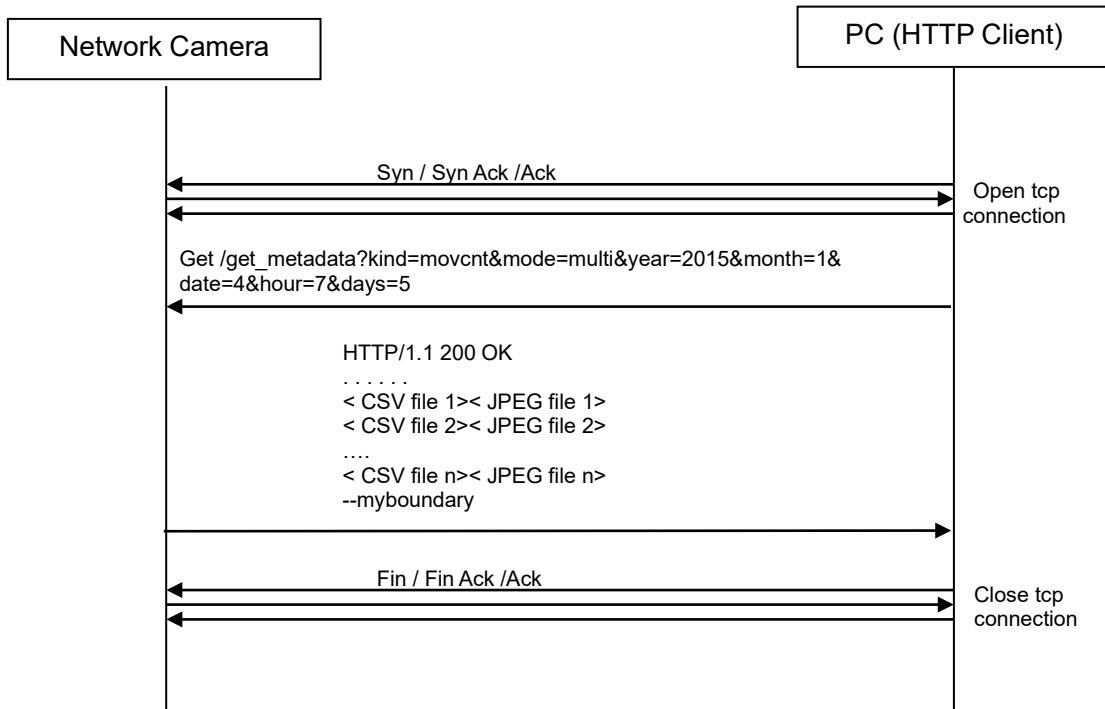 Network Camera
PC (HTTP Client)
Syn / Syn Ack /Ack
Open tcp
connection
Get /get_metadata?kind=movcnt&mode=multi&year=2015&month=1&
date=4&hour=7&days=5
HTTP/1.1 200 OK
. . . . . .
< CSV file 1>< JPEG file 1>
< CSV file 2>< JPEG file 2>
….
< CSV file n>< JPEG file n>
--myboundary
Fin / Fin Ack /Ack
Close tcp
connection